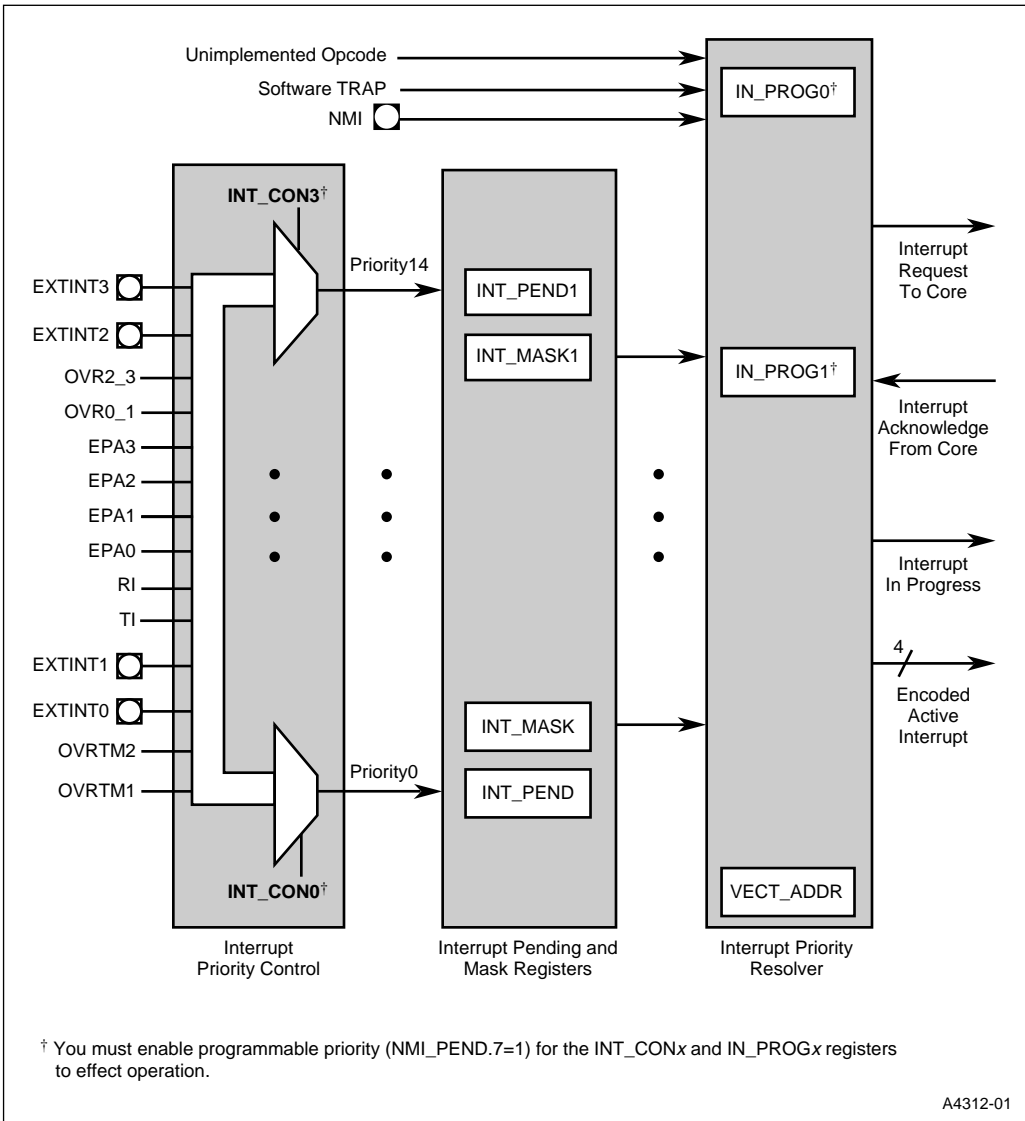 Unimplemented Opcode
Software TRAP
NMI
IN_PROG0†
INT_CON3†
Priority14
EXTINT3
EXTINT2
OVR2_3
OVR0_1
EPA3
EPA2
EPA1
EPA0
RI
TI
EXTINT1
EXTINT0
OVRTM2
OVRTM1
INT_PEND1
INT_MASK1
IN_PROG1†
Interrupt
Request
To Core
Interrupt
Acknowledge
From Core
Interrupt
In Progress
4
Encoded
Active
Interrupt
INT_MASK
Priority0
INT_PEND
INT_CON0†
VECT_ADDR
Interrupt
Priority Control
Interrupt Pending and
Mask Registers
Interrupt Priority
Resolver
† You must enable programmable priority (NMI_PEND.7=1) for the INT_CONx and IN_PROGx registers
to effect operation.
A4312-01